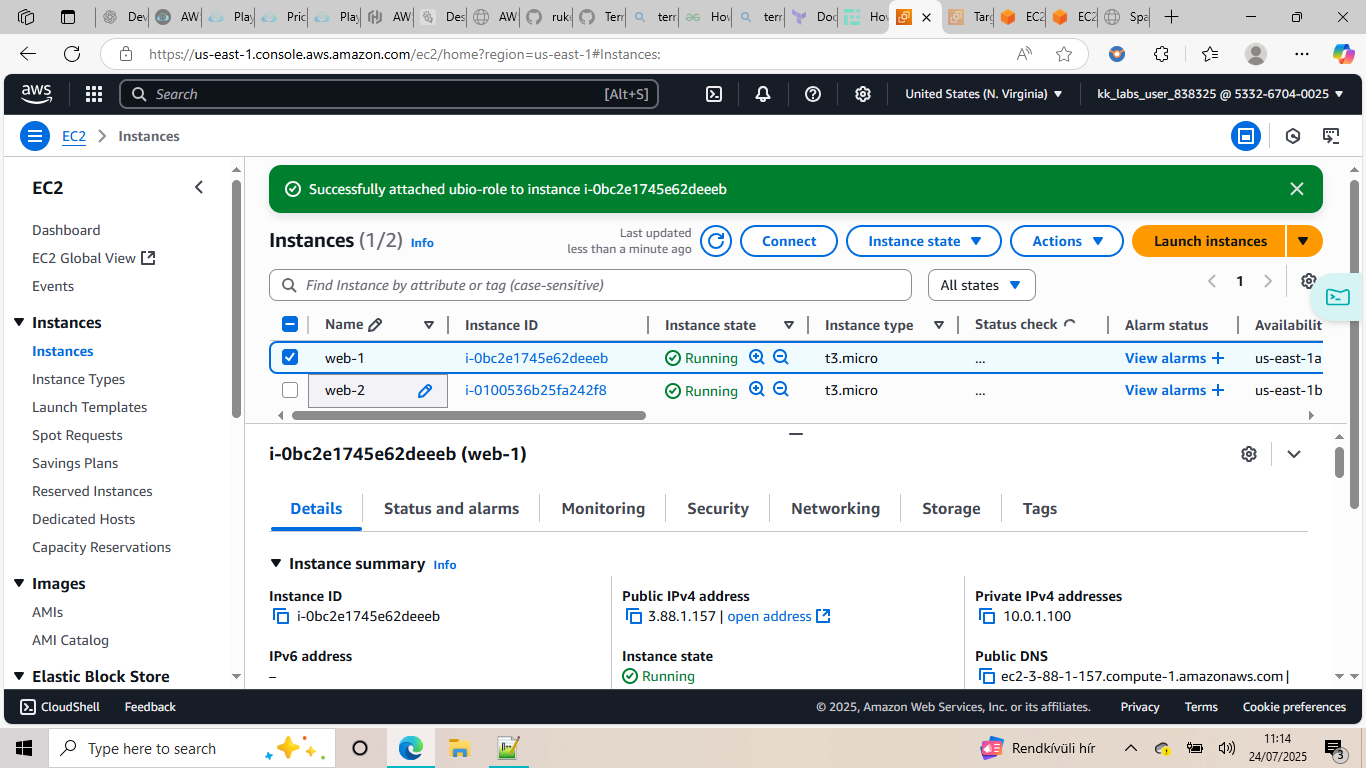 Dev
AW
Play
Pric
Play
AW
Des
AW
ruk
Terr
terr
Hov
terr
Doc
Hov
Targ
EC2
EC2
Spa
https://us-east-1.console.aws.amazon.com/ec2/home?region=us-east-1#Instances:
aws
Search
[Alt+S]
United States (N. Virginia)
kk_labs_user_838325 @ 5332-6704-0025
EC2
Instances
EC2
Dashboard
EC2 Global View
Events
Instances
Instances
Instance Types
Launch Templates
Spot Requests
Savings Plans
Reserved Instances
Dedicated Hosts
Capacity Reservations
Images
AMIs
AMI Catalog
Elastic Block Store
Successfully attached ubio-role to instance i-0bc2e1745e62deeeb
Instances (1/2) Info
Last updated
less than a minute ago
Connect
Instance state
Actions
Launch instances
Find Instance by attribute or tag (case-sensitive)
All states
1
Name Instance ID Instance state Instance type Status check Alarm status Availabilit
web-1 i-0bc2e1745e62deeeb Running t3.micro ... View alarms + us-east-1a
web-2 i-0100536b25fa242f8 Running t3.micro ... View alarms + us-east-1b
i-0bc2e1745e62deeeb (web-1)
Details
Status and alarms
Monitoring
Security
Networking
Storage
Tags
Instance summary Info
Instance ID
i-0bc2e1745e62deeeb
Public IPv4 address
3.88.1.157 | open address
Private IPv4 addresses
10.0.1.100
IPv6 address
–
Instance state
Running
Public DNS
ec2-3-88-1-157.compute-1.amazonaws.com |
CloudShell
Feedback
© 2025, Amazon Web Services, Inc. or its affiliates.
Privacy
Terms
Cookie preferences
Type here to search
Rendkívüli hír
11:14
24/07/2025
3